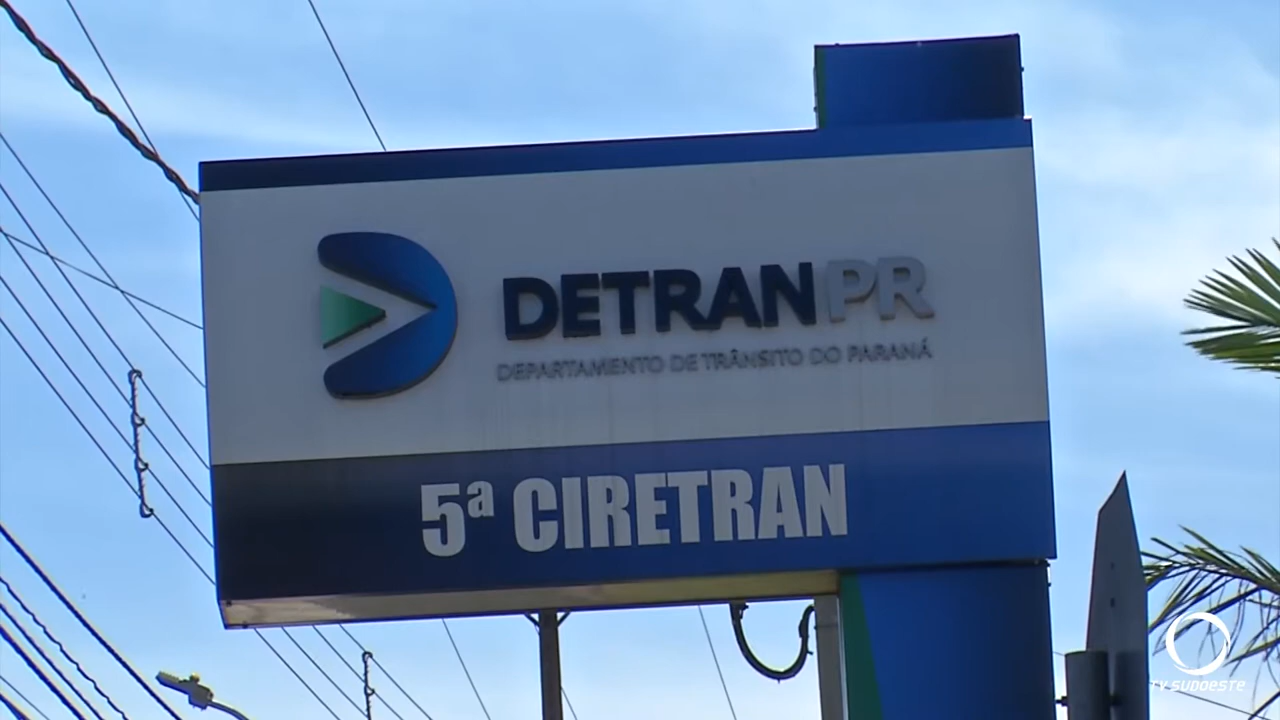 DETRANPR
DEPARTAMENTO DE TRÂNSITO DO PARANÁ
5ª CIRETRAN
TV SUDOESTE